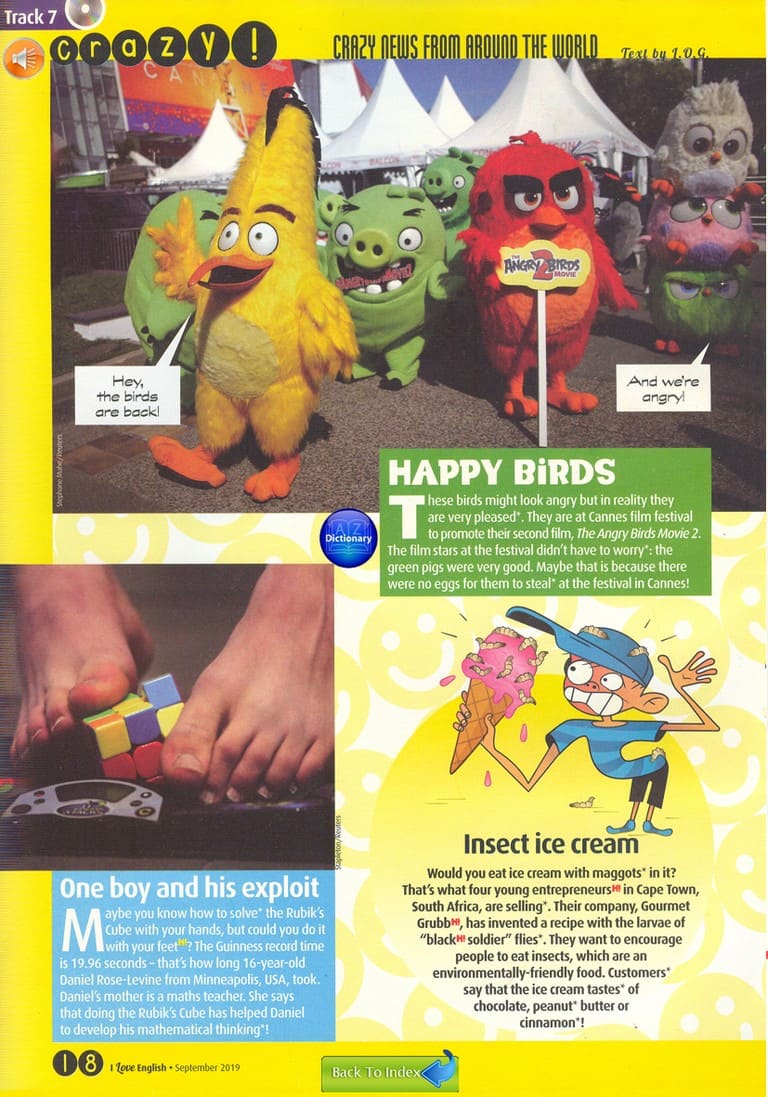 Track 7
Crazy!
CRAZY NEWS FROM AROUND THE WORLD
Text by I.O.G.
CANNES
BALCON
BALCON
THE
ANGRY BIRDS
2
MOVIE
Hey,
the birds
are back!
And we're
angry!
Stephane Mahe/Reuters
HAPPY BiRDS
These birds might look angry but in reality they
are very pleased*. They are at Cannes film festival
to promote their second film, The Angry Birds Movie 2.
The film stars at the festival didn't have to worry*: the
green pigs were very good. Maybe that is because there
were no eggs for them to steal* at the festival in Cannes!
A-Z
Dictionary
Stapleton/Reuters
One boy and his exploit
Maybe you know how to solve* the Rubik's
Cube with your hands, but could you do it
with your feet H!? The Guinness record time
is 19.96 seconds – that's how long 16-year-old
Daniel Rose-Levine from Minneapolis, USA, took.
Daniel's mother is a maths teacher. She says
that doing the Rubik's Cube has helped Daniel
to develop his mathematical thinking*!
Insect ice cream
Would you eat ice cream with maggots* in it?
That's what four young entrepreneurs H! in Cape Town,
South Africa, are selling*. Their company, Gourmet
Grubb H!, has invented a recipe with the larvae of
"black H! soldier" flies*. They want to encourage
people to eat insects, which are an
environmentally-friendly food. Customers*
say that the ice cream tastes* of
chocolate, peanut* butter or
cinnamon*!
18
I Love English • September 2019
Back To Index